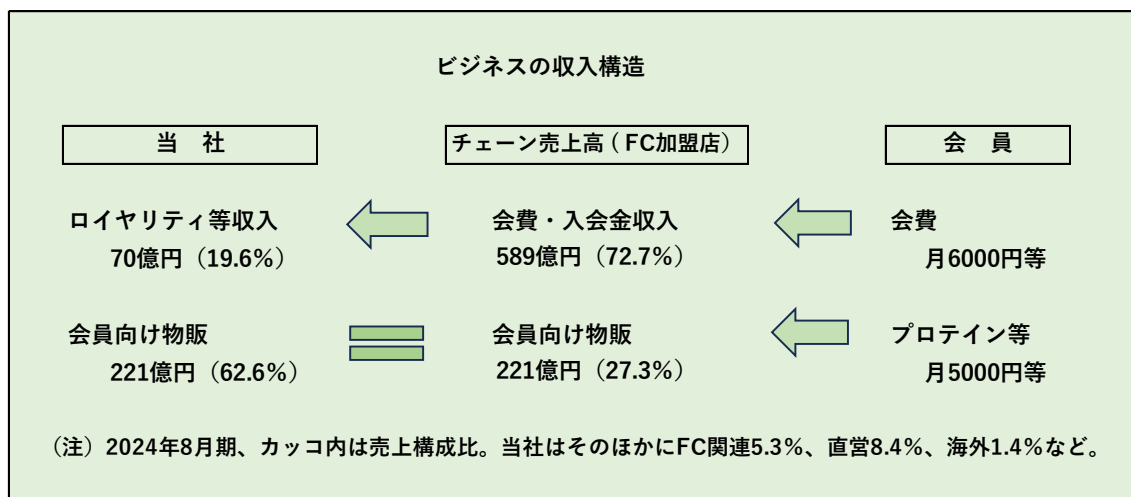 ビジネスの収入構造
当　社
チェーン売上高（FC加盟店）
会　員
ロイヤリティ等収入
会費・入会金収入
会費
70億円（19.6%）
589億円（72.7%）
月6000円等
会員向け物販
会員向け物販
プロテイン等
221億円（62.6%）
221億円（27.3%）
月5000円等
（注）2024年8月期、カッコ内は売上構成比。当社はそのほかにFC関連5.3%、直営8.4%、海外1.4%など。